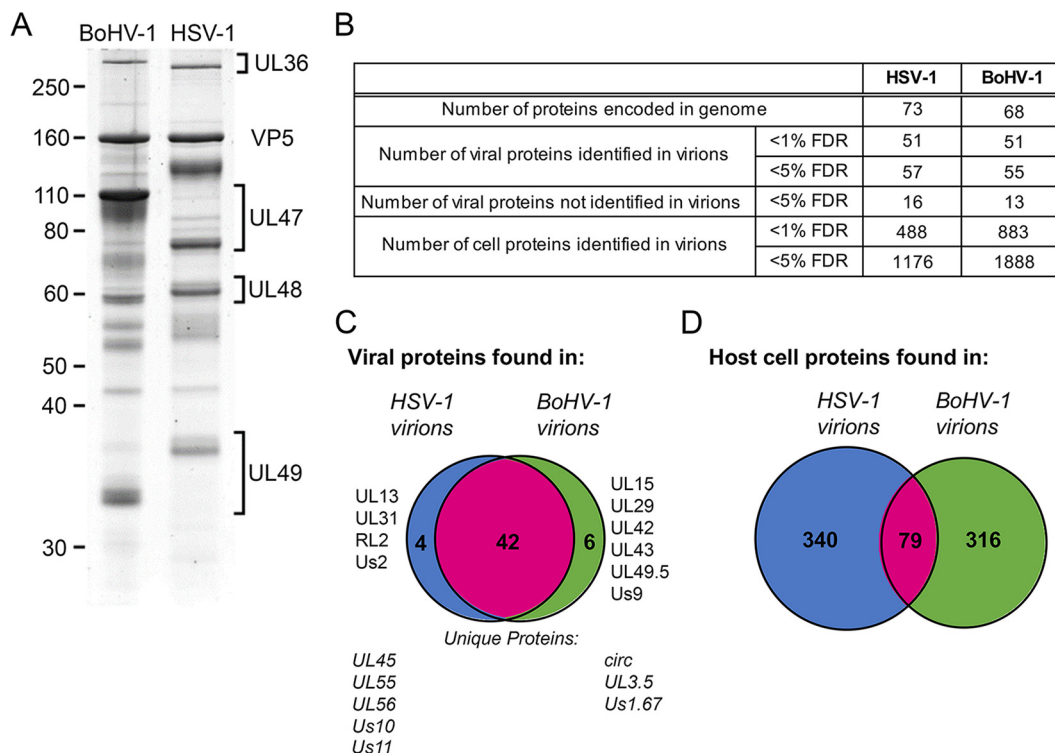 A
BoHV-1 HSV-1
UL36
250
160
VP5
110
UL47
80
UL48
60
50
40
UL49
30
B
HSV-1 BoHV-1
Number of proteins encoded in genome 73 68
Number of viral proteins identified in virions <1% FDR 51 51
<5% FDR 57 55
Number of viral proteins not identified in virions <5% FDR 16 13
Number of cell proteins identified in virions <1% FDR 488 883
<5% FDR 1176 1888
C
Viral proteins found in:
HSV-1 virions
BoHV-1 virions
UL13
UL31
RL2
Us2
4
42
6
UL15
UL29
UL42
UL43
UL49.5
Us9
Unique Proteins:
UL45
UL55
UL56
Us10
Us11
circ
UL3.5
Us1.67
D
Host cell proteins found in:
HSV-1 virions
BoHV-1 virions
340
79
316